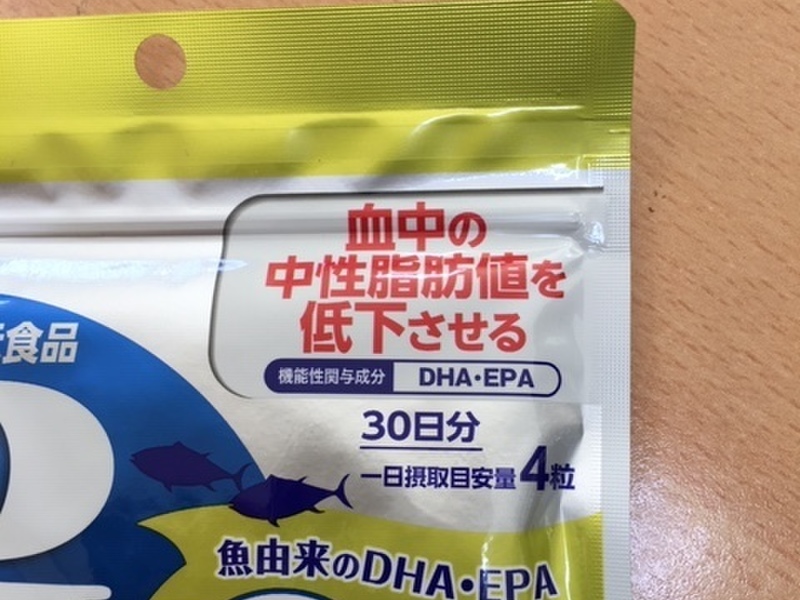 血中の
中性脂肪値を
低下させる
機能性関与成分 DHA・EPA
食品
30日分
一日摂取目安量4粒
魚由来のDHA・EPA